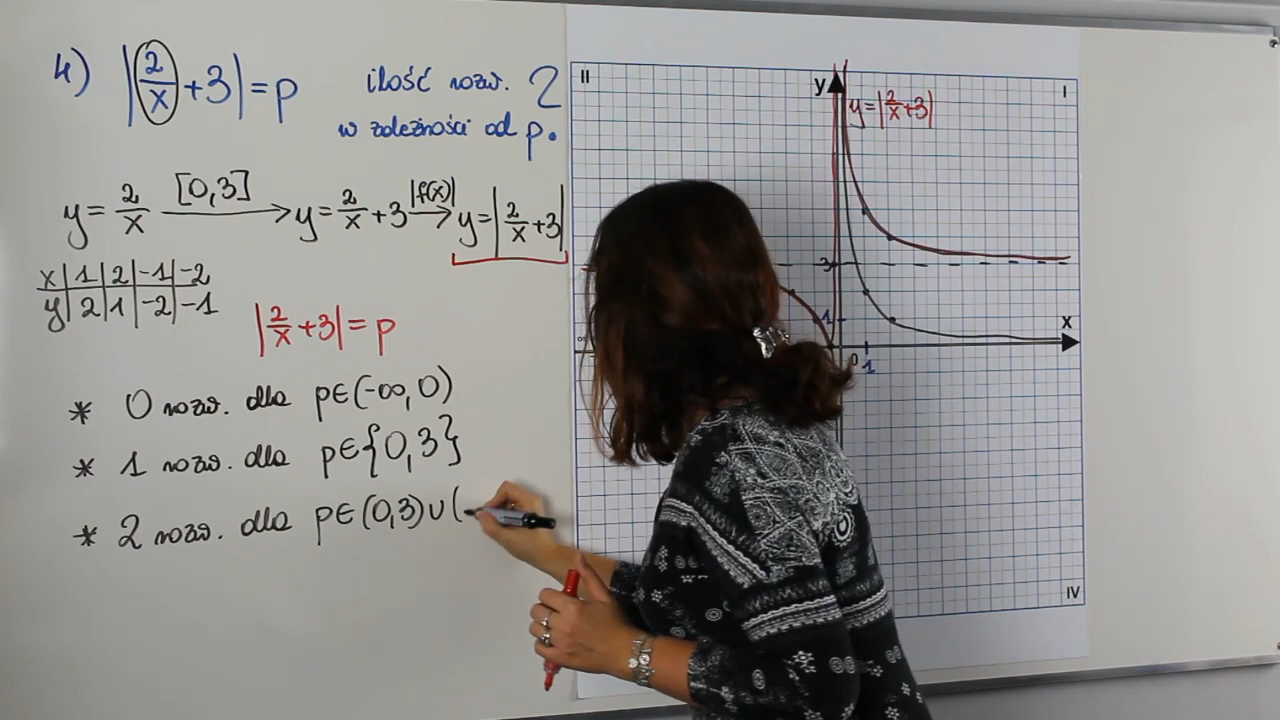 4) |2/x + 3| = p
ilość rozw.
w zależności od p.
y = 2/x [0,3] → y = 2/x + 3 |f(x)| → y = |2/x + 3|
x | 1 | 2 | -1 | -2
y | 2 | 1 | -2 | -1
|2/x + 3| = p
* 0 rozw. dla p∈(-∞,0)
* 1 rozw. dla p∈{0,3}
* 2 rozw. dla p∈(0,3)∪(
II
y
I
y = |2/x + 3|
3
1
x
0
1
IV